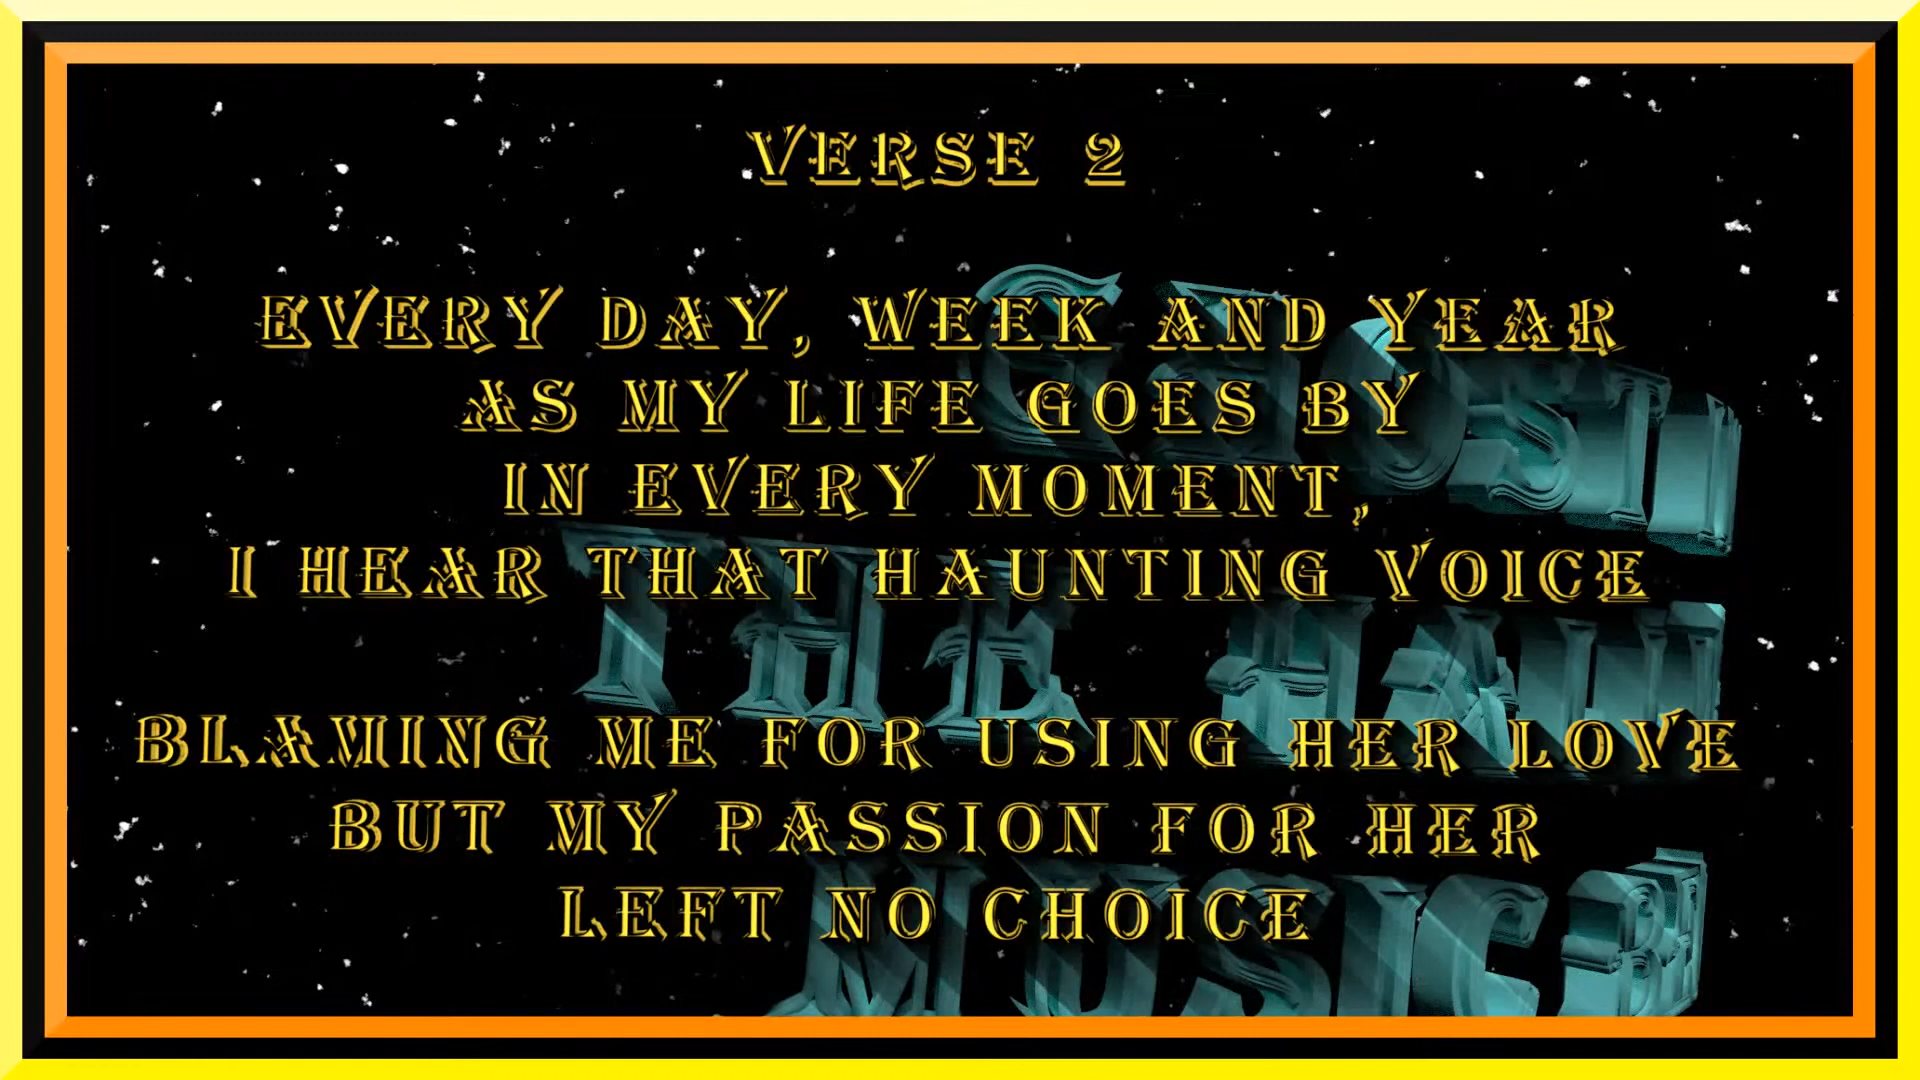 VERSE 2
EVERY DAY, WEEK AND YEAR
AS MY LIFE GOES BY
IN EVERY MOMENT,
I HEAR THAT HAUNTING VOICE
BLAMING ME FOR USING HER LOVE
BUT MY PASSION FOR HER
LEFT NO CHOICE
THE